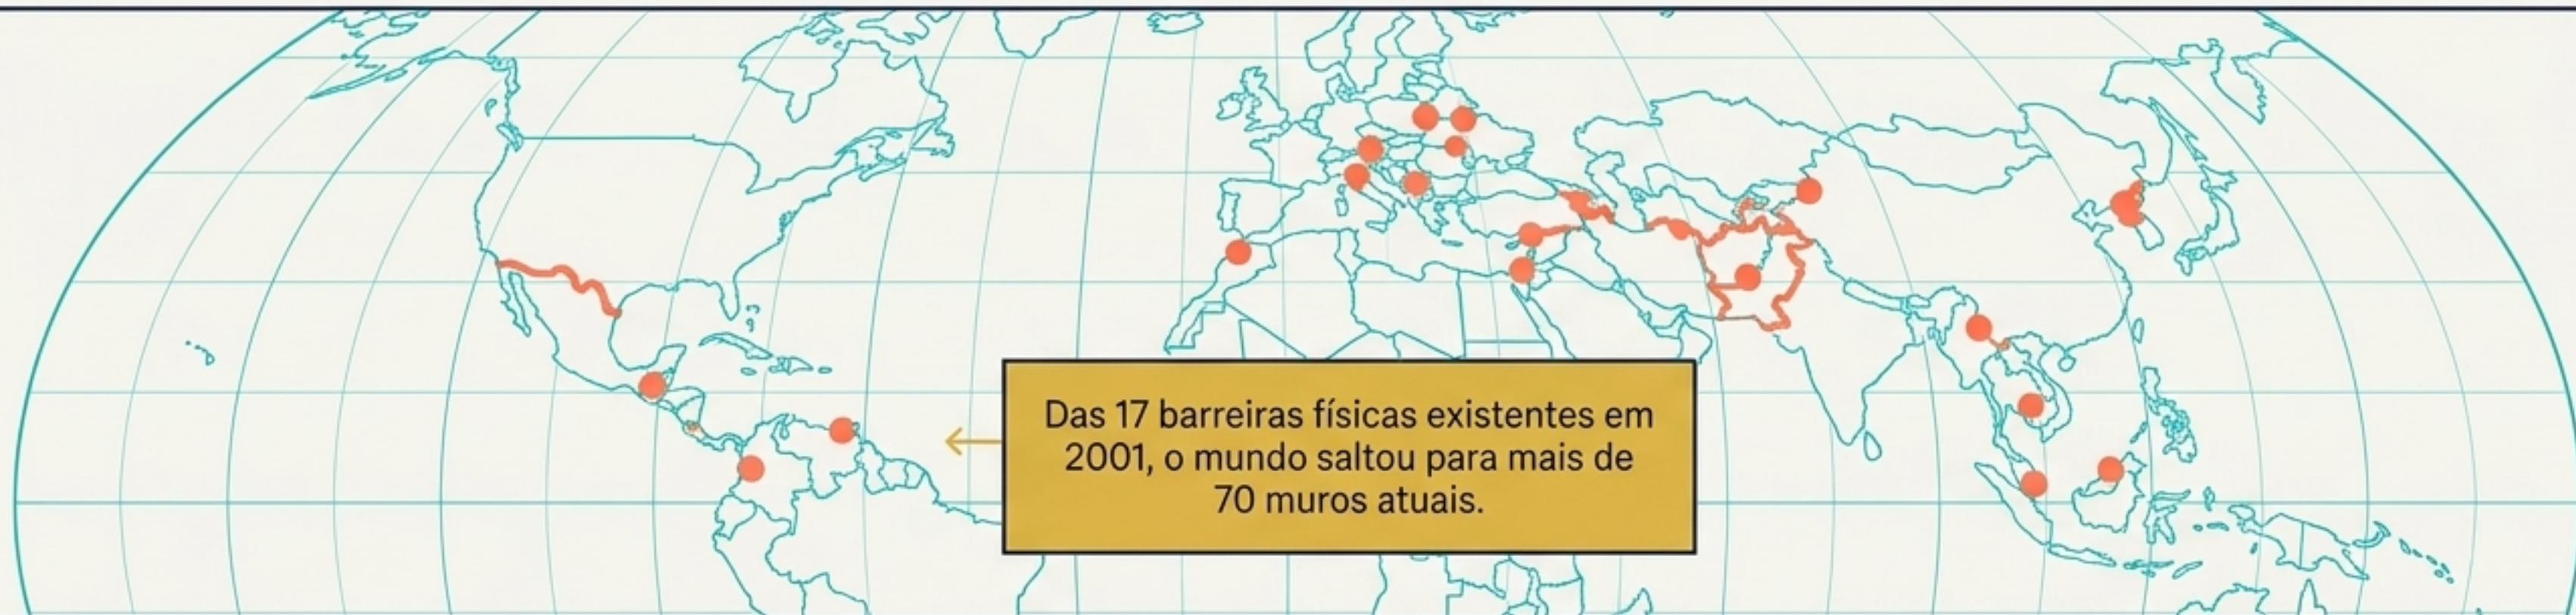 Das 17 barreiras físicas existentes em
2001, o mundo saltou para mais de
70 muros atuais.